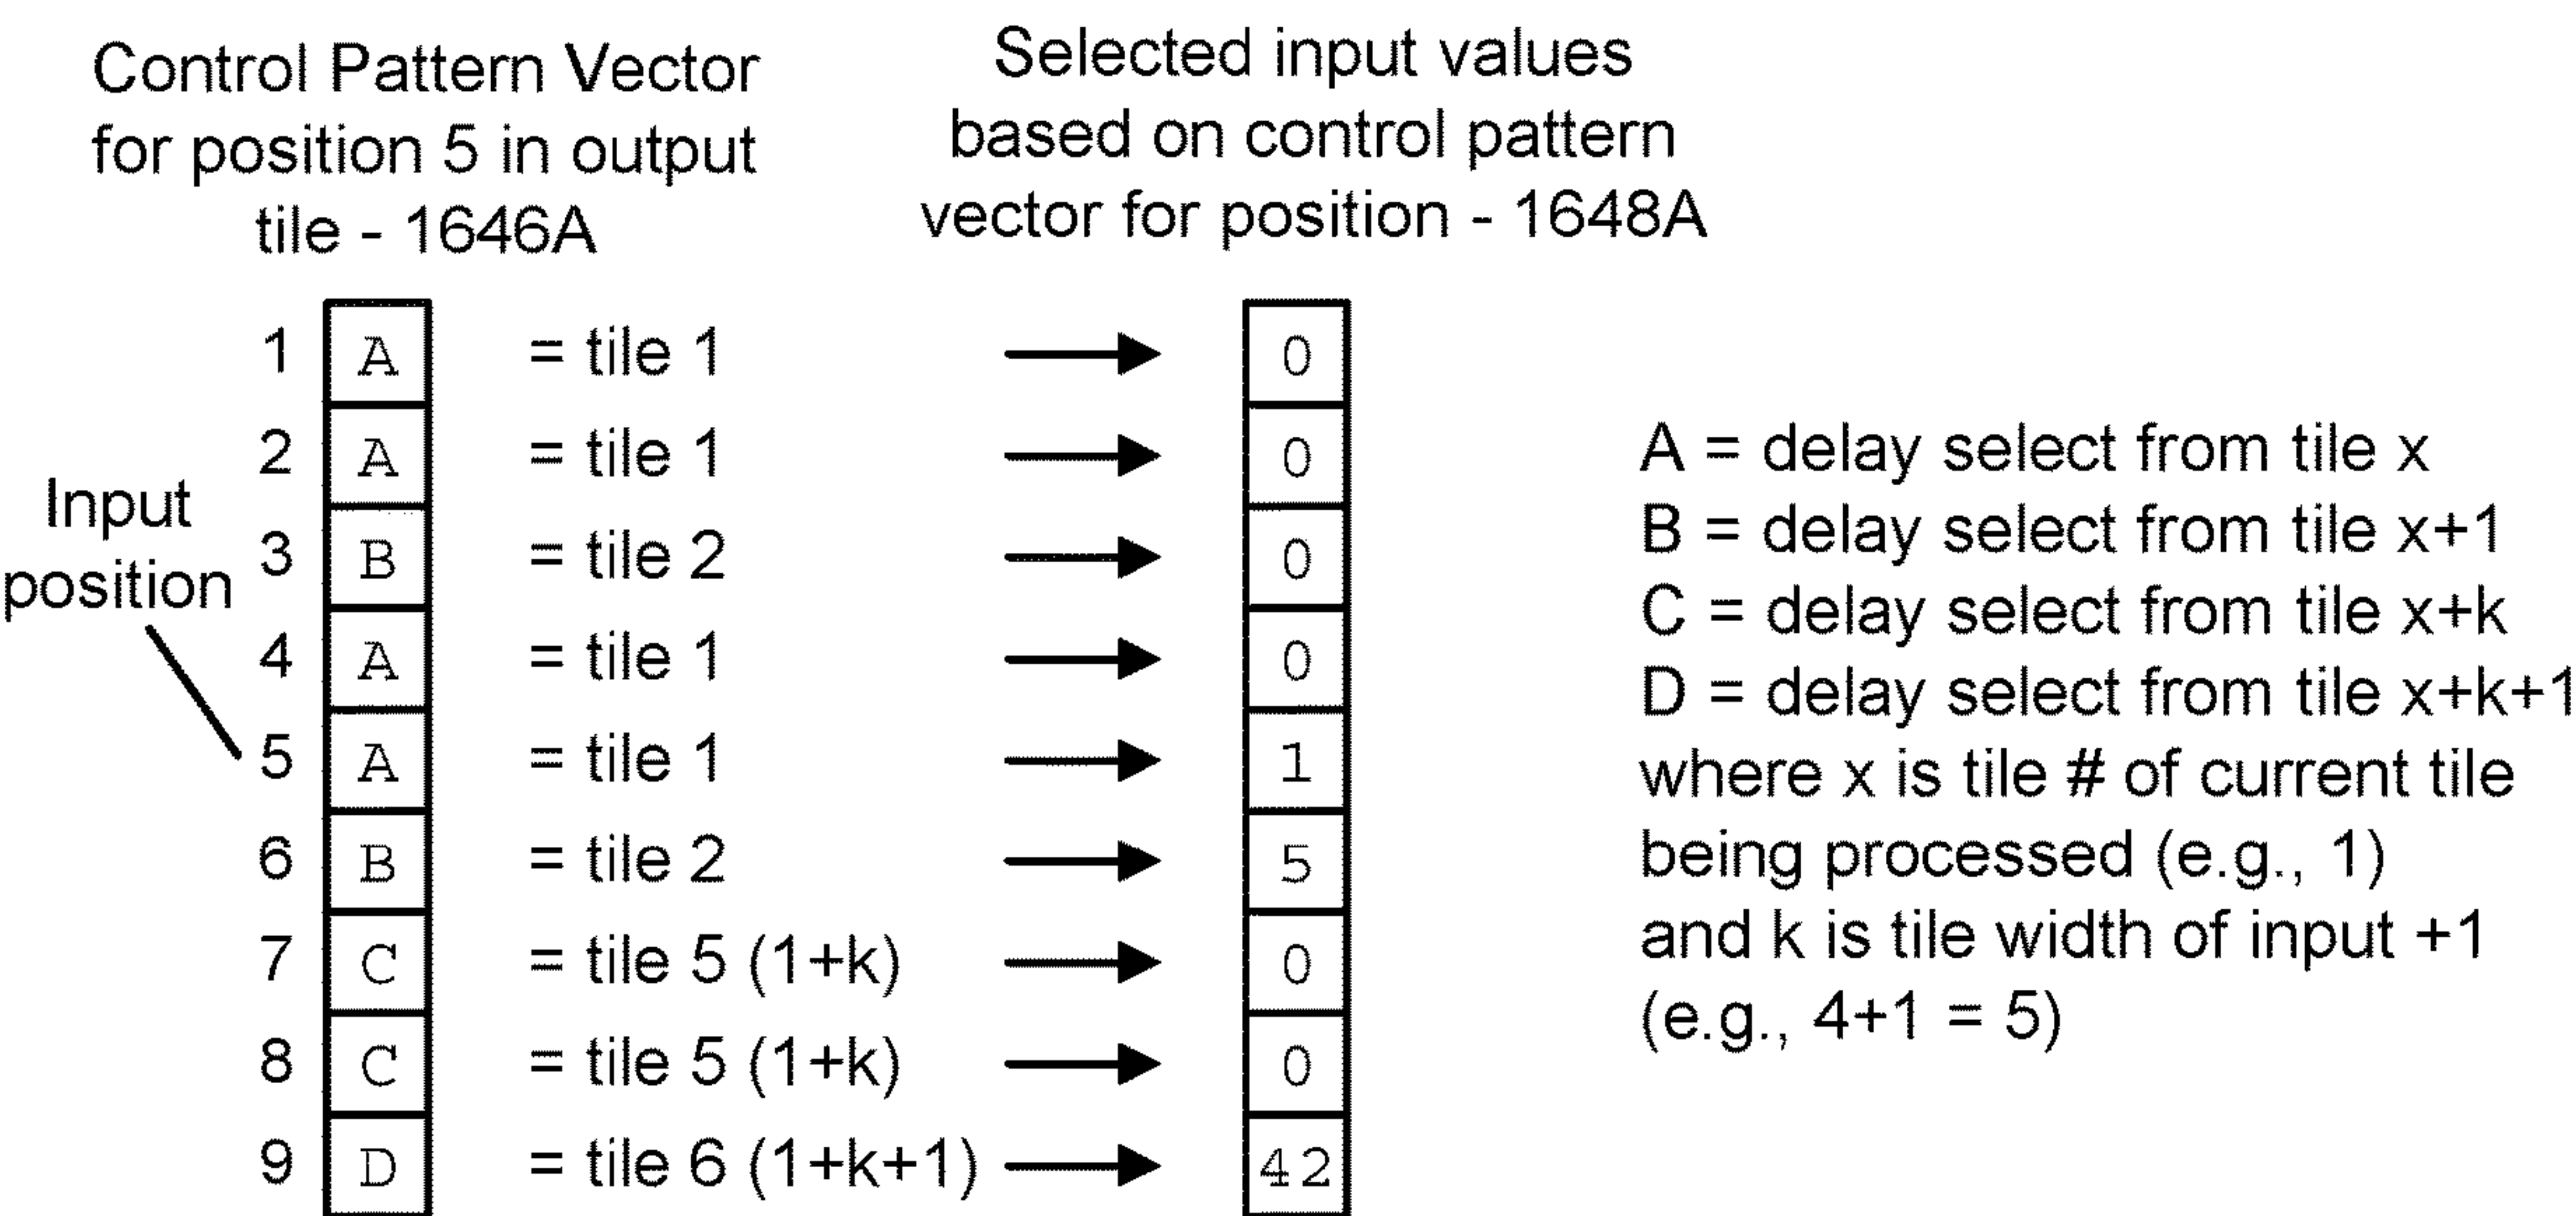 Control Pattern Vector
for position 5 in output
tile - 1646A
Selected input values
based on control pattern
vector for position - 1648A
Input
position
1 A = tile 1 0
2 A = tile 1 0
3 B = tile 2 0
4 A = tile 1 0
5 A = tile 1 1
6 B = tile 2 5
7 C = tile 5 (1+k) 0
8 C = tile 5 (1+k) 0
9 D = tile 6 (1+k+1) 42
A = delay select from tile x
B = delay select from tile x+1
C = delay select from tile x+k
D = delay select from tile x+k+1
where x is tile # of current tile
being processed (e.g., 1)
and k is tile width of input +1
(e.g., 4+1 = 5)